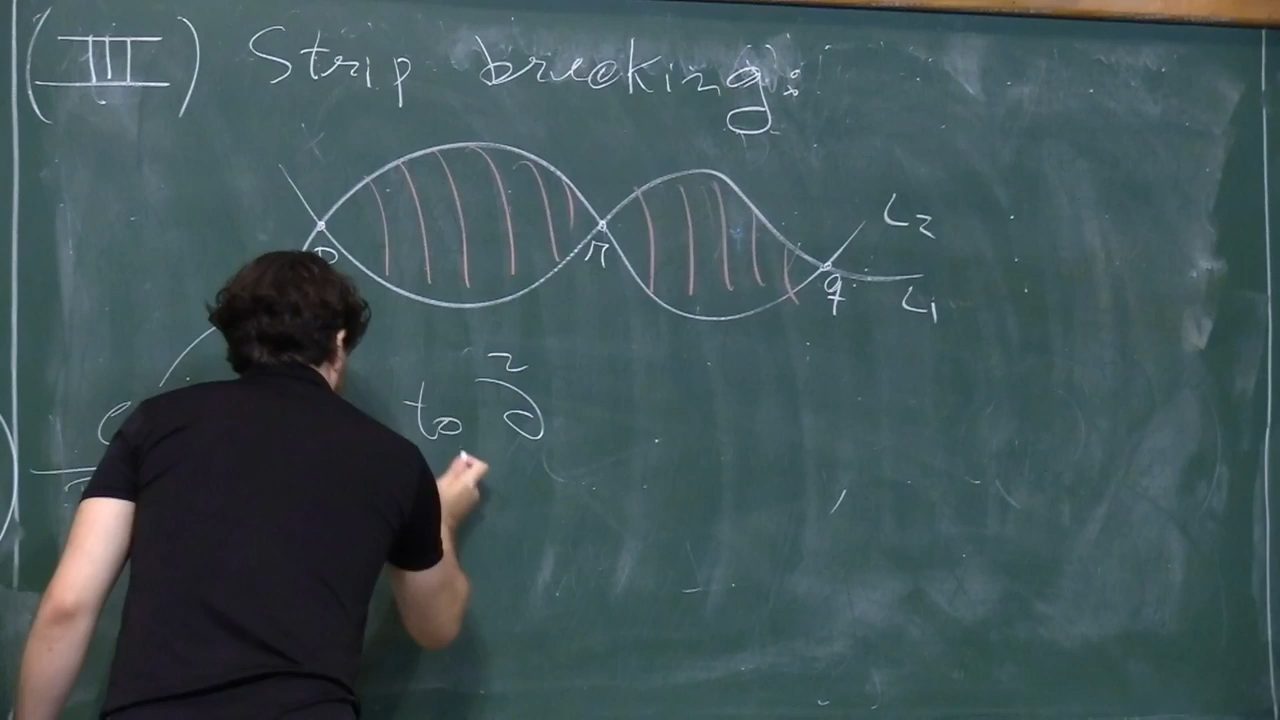 (III) Strip breaking:
p r q L2
L1
to ∂²